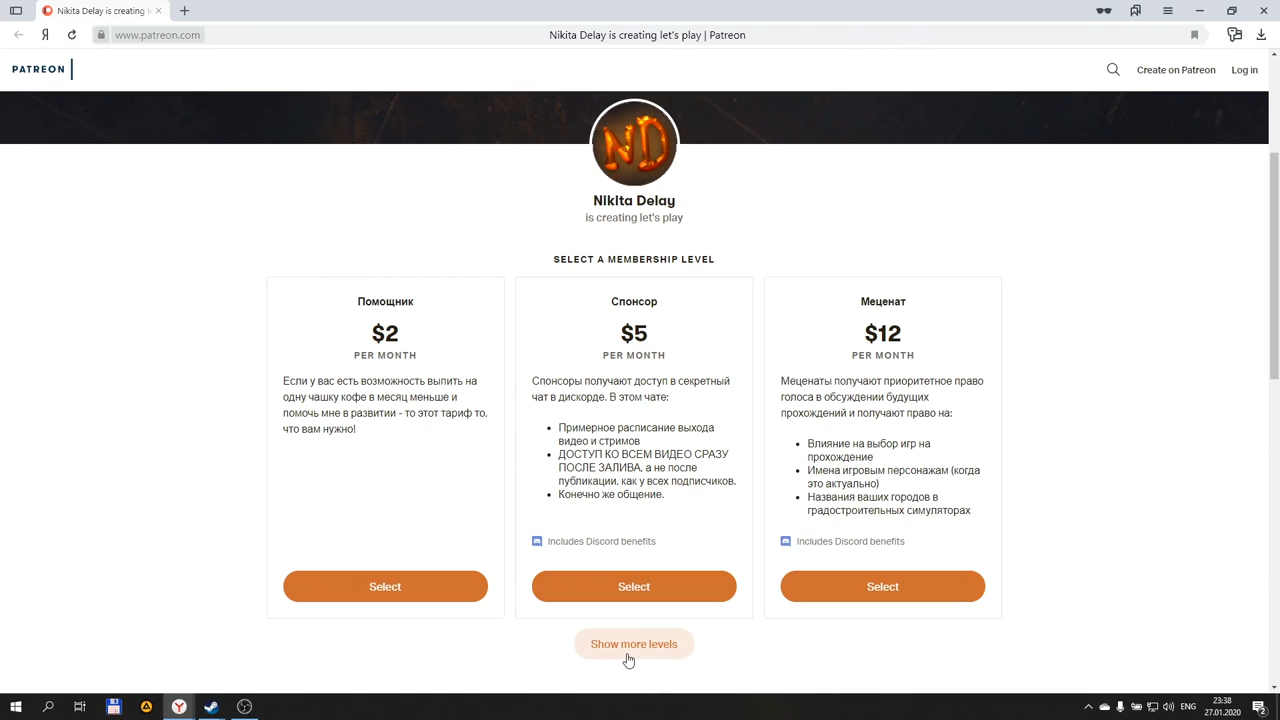 Nikita Delay is creating l
www.patreon.com
Nikita Delay is creating let's play | Patreon
PATREON
Create on Patreon
Log in
ND
Nikita Delay
is creating let's play
SELECT A MEMBERSHIP LEVEL
Помощник
$2
PER MONTH
Если у вас есть возможность выпить на
одну чашку кофе в месяц меньше и
помочь мне в развитии - то этот тариф то,
что вам нужно!
Select
Спонсор
$5
PER MONTH
Спонсоры получают доступ в секретный
чат в дискорде. В этом чате:
Примерное расписание выхода
видео и стримов
ДОСТУП КО ВСЕМ ВИДЕО СРАЗУ
ПОСЛЕ ЗАЛИВА, а не после
публикации, как у всех подписчиков.
Конечно же общение.
Includes Discord benefits
Select
Меценат
$12
PER MONTH
Меценаты получают приоритетное право
голоса в обсуждении будущих
прохождений и получают право на:
Влияние на выбор игр на
прохождение
Имена игровым персонажам (когда
это актуально)
Названия ваших городов в
градостроительных симуляторах
Includes Discord benefits
Select
Show more levels
ENG
23:38
27.01.2020
2